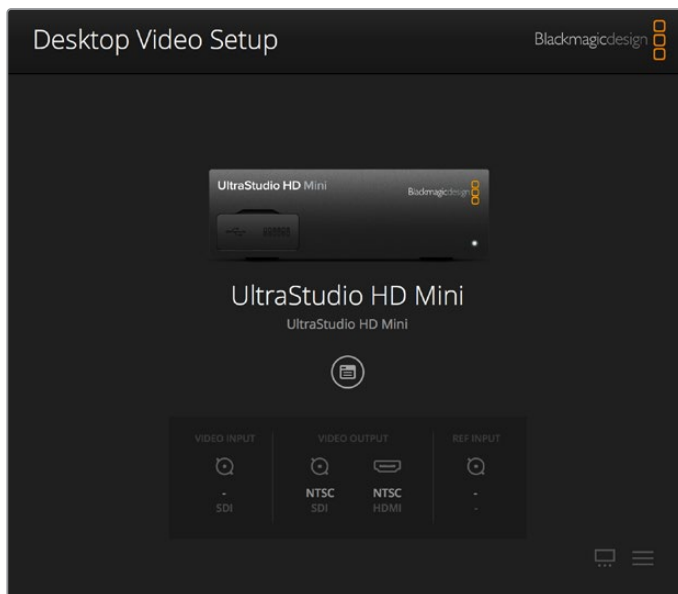 Desktop Video Setup
Blackmagicdesign
UltraStudio HD Mini
Blackmagicdesign
UltraStudio HD Mini
UltraStudio HD Mini
VIDEO INPUT VIDEO OUTPUT REF INPUT
- NTSC NTSC -
SDI SDI HDMI -